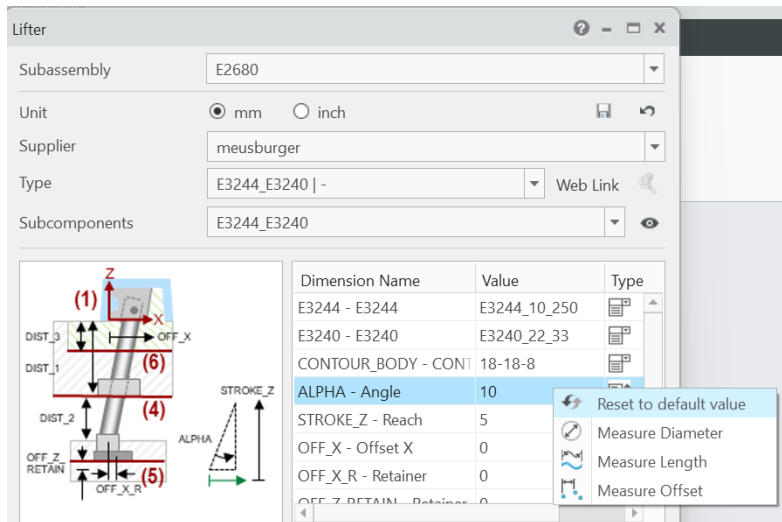 Lifter
Subassembly E2680
Unit mm inch
Supplier meusburger
Type E3244_E3240 | - Web Link
Subcomponents E3244_E3240
Z
(1)
X
DIST_3 OFF_X
(6)
DIST_1
(4)
STROKE_Z
DIST_2
ALPHA
OFF_Z_
RETAIN
(5)
OFF_X_R
Dimension Name Value Type
E3244 - E3244 E3244_10_250
E3240 - E3240 E3240_22_33
CONTOUR_BODY - CONT 18-18-8
ALPHA - Angle 10
STROKE_Z - Reach 5
OFF_X - Offset X 0
OFF_X_R - Retainer 0
OFF_Z_RETAIN - Retainer 0
Reset to default value
Measure Diameter
Measure Length
Measure Offset